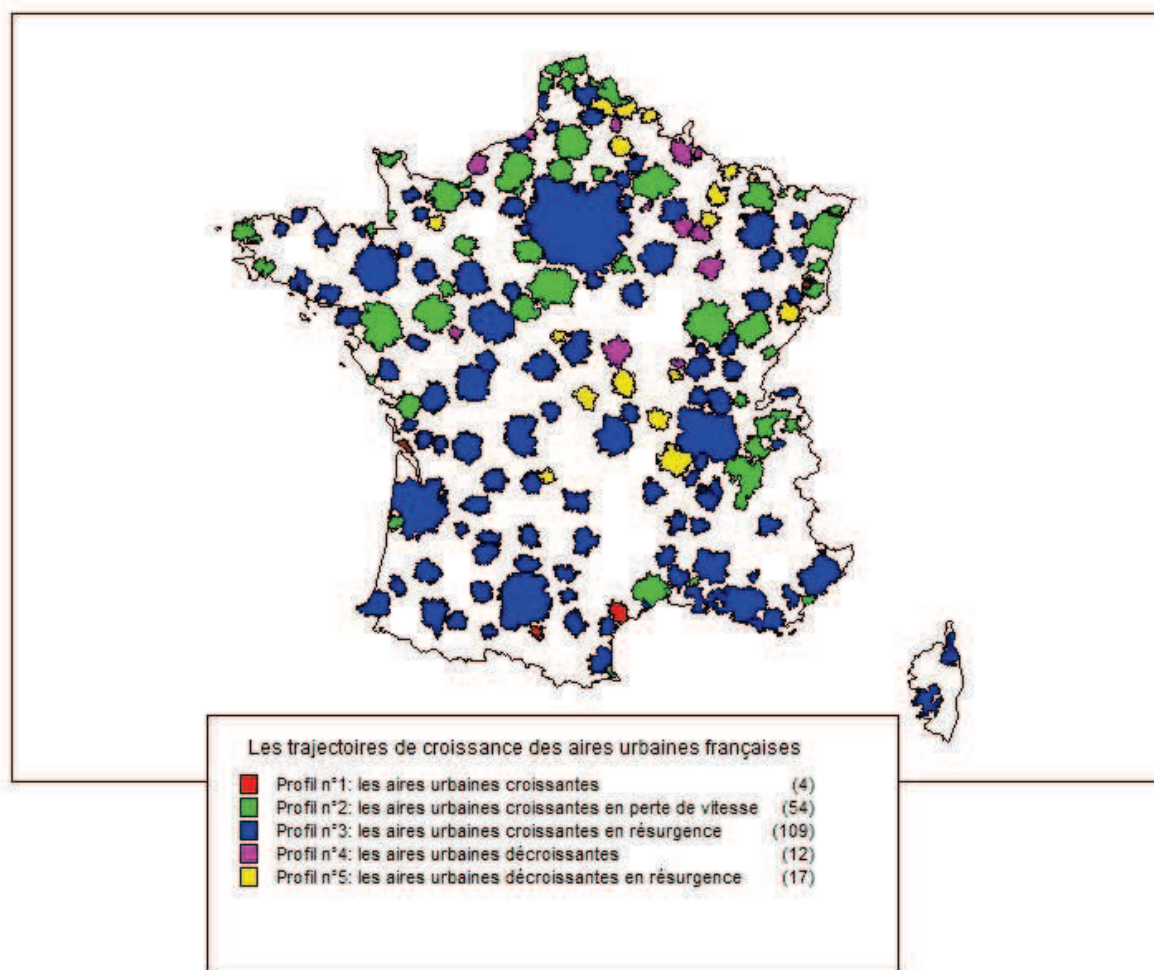 Les trajectoires de croissance des aires urbaines françaises
Profil n°1: les aires urbaines croissantes (4)
Profil n°2: les aires urbaines croissantes en perte de vitesse (54)
Profil n°3: les aires urbaines croissantes en résurgence (109)
Profil n°4: les aires urbaines décroissantes (12)
Profil n°5: les aires urbaines décroissantes en résurgence (17)